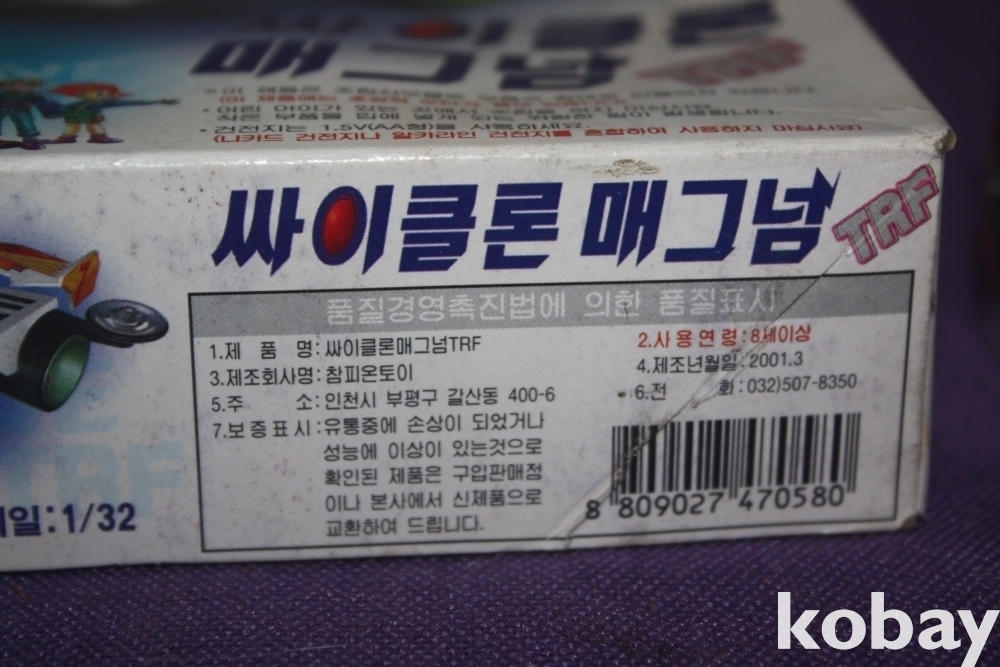 싸이클론
매그넘 TRF
·건전지는 1.5V(AA형)를 사용하세요.
(니카드 건전지나 알카라인 건전지를 혼합하여 사용하지 마십시요)
싸이클론 매그넘 TRF
품질경영촉진법에 의한 품질표시
1.제 품 명:싸이클론매그넘TRF
2.사용연령:8세이상
3.제조회사명:참피온토이
4.제조년월일:2001.3
5.주 소:인천시 부평구 갈산동 400-6
6.전 화:032)507-8350
7.보증표시:유통중에 손상이 되었거나
성능에 이상이 있는것으로
확인된 제품은 구입판매점
이나 본사에서 신제품으로
교환하여 드립니다.
8 809027 470580
일:1/32
kobay